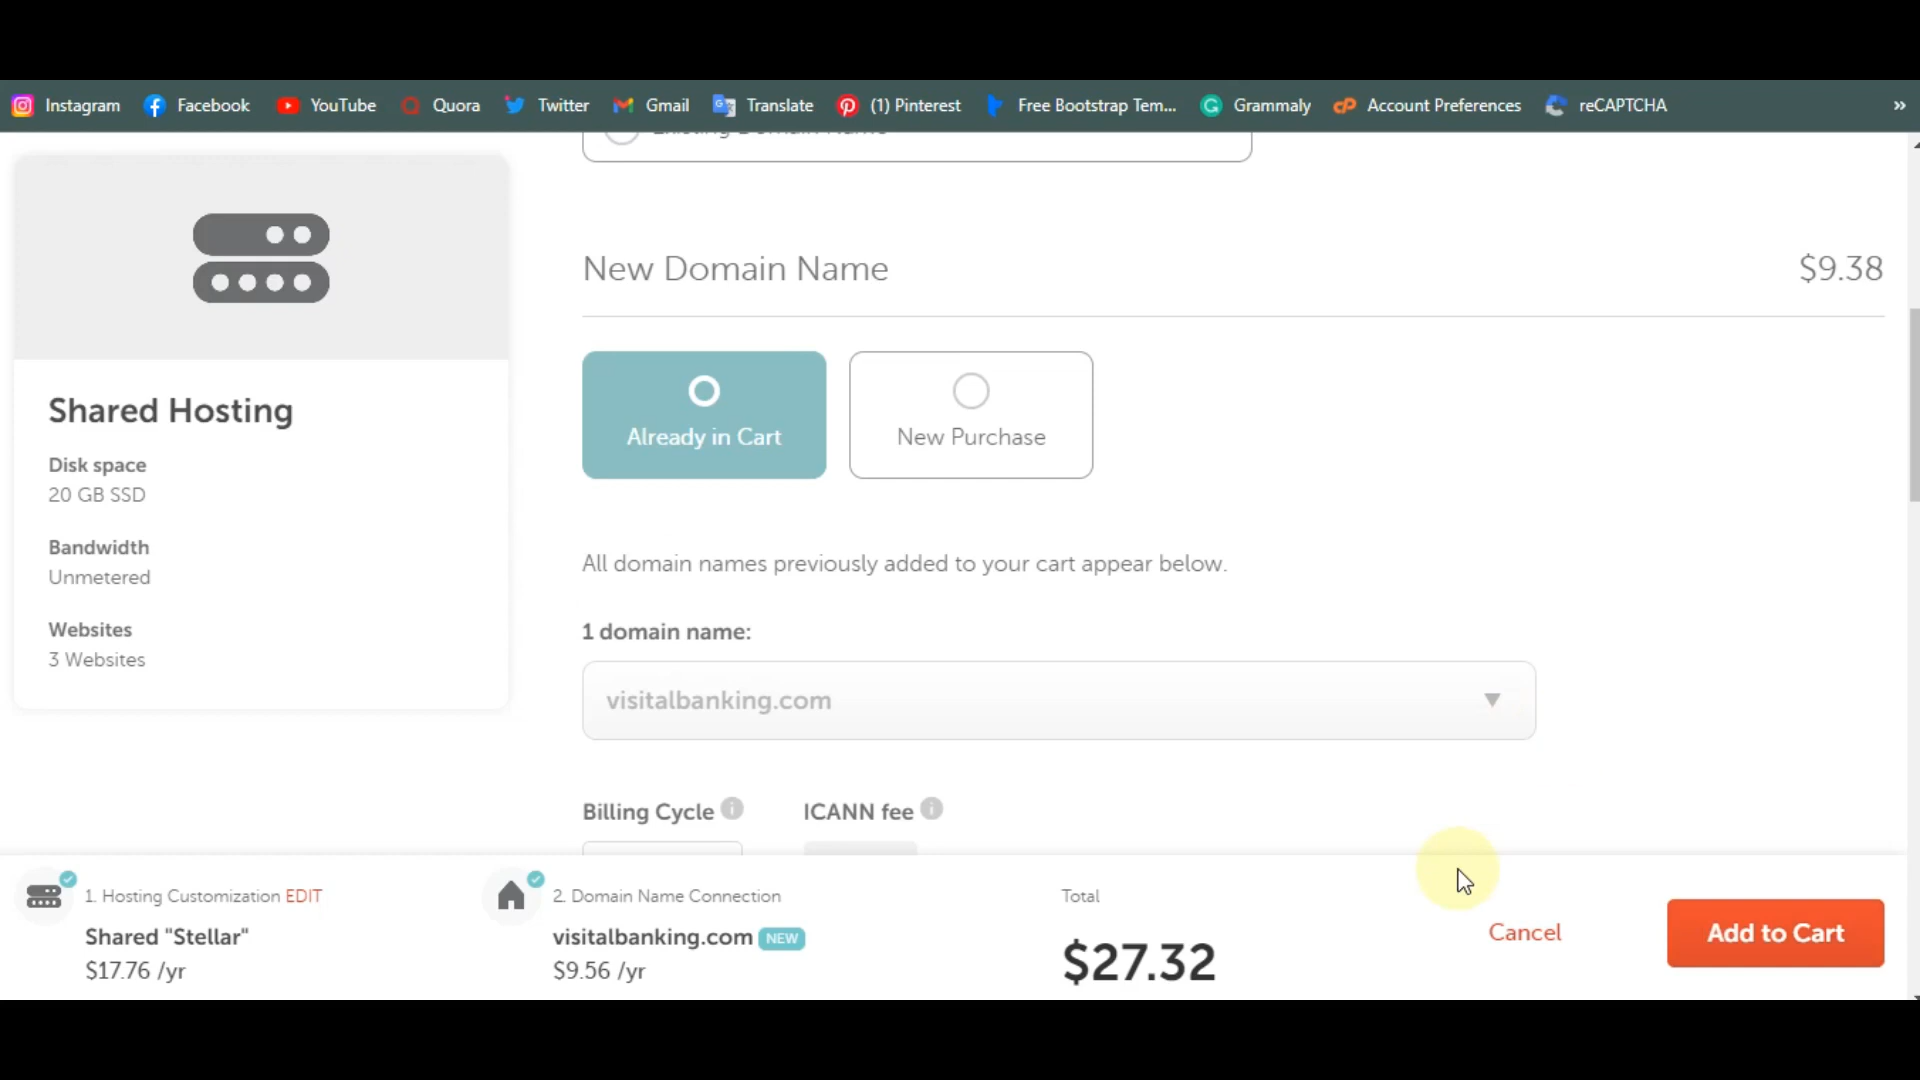 Instagram Facebook YouTube Quora Twitter Gmail Translate (1) Pinterest Free Bootstrap Tem... Grammaly Account Preferences reCAPTCHA »
Existing Domain Name
New Domain Name $9.38
Already in Cart New Purchase
Shared Hosting
Disk space
20 GB SSD
Bandwidth
Unmetered
Websites
3 Websites
All domain names previously added to your cart appear below.
1 domain name:
visitalbanking.com
Billing Cycle ICANN fee
1. Hosting Customization EDIT
Shared "Stellar"
$17.76 /yr
2. Domain Name Connection
visitalbanking.com NEW
$9.56 /yr
Total
$27.32
Cancel
Add to Cart